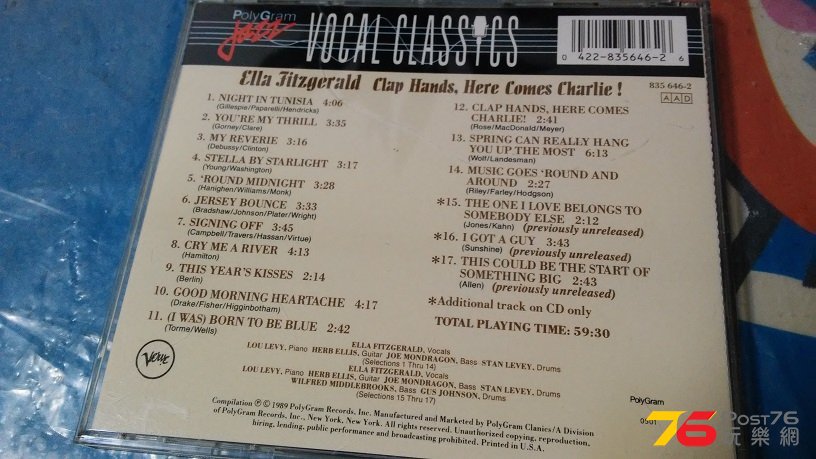 PolyGram
Jazz
VOCAL CLASSICS
0 422-835646-2 6
Ella Fitzgerald Clap Hands, Here Comes Charlie!
835 646-2
AAD
1. NIGHT IN TUNISIA 4:06
(Gillespie/Paparelli/Hendricks)
2. YOU'RE MY THRILL 3:35
(Gorney/Clare)
3. MY REVERIE 3:16
(Debussy/Clinton)
4. STELLA BY STARLIGHT 3:17
(Young/Washington)
5. 'ROUND MIDNIGHT 3:28
(Hanighen/Williams/Monk)
6. JERSEY BOUNCE 3:33
(Bradshaw/Johnson/Plater/Wright)
7. SIGNING OFF 3:45
(Campbell/Travers/Hassan/Virtue)
8. CRY ME A RIVER 4:13
(Hamilton)
9. THIS YEAR'S KISSES 2:14
(Berlin)
10. GOOD MORNING HEARTACHE 4:17
(Drake/Fisher/Higginbotham)
11. (I WAS) BORN TO BE BLUE 2:42
(Torme/Wells)
12. CLAP HANDS, HERE COMES
CHARLIE! 2:41
(Rose/MacDonald/Meyer)
13. SPRING CAN REALLY HANG
YOU UP THE MOST 6:13
(Wolf/Landesman)
14. MUSIC GOES 'ROUND AND
AROUND 2:27
(Riley/Farley/Hodgson)
*15. THE ONE I LOVE BELONGS TO
SOMEBODY ELSE 2:12
(Jones/Kahn) (previously unreleased)
*16. I GOT A GUY 3:43
(Sunshine) (previously unreleased)
*17. THIS COULD BE THE START OF
SOMETHING BIG 2:43
(Allen) (previously unreleased)
*Additional track on CD only
TOTAL PLAYING TIME: 59:30
Verve
ELLA FITZGERALD, Vocals
LOU LEVY, Piano HERB ELLIS, Guitar JOE MONDRAGON, Bass STAN LEVEY, Drums
(Selections 1 Thru 14)
ELLA FITZGERALD, Vocals
LOU LEVY, Piano HERB ELLIS, Guitar JOE MONDRAGON, Bass STAN LEVEY, Drums
WILFRED MIDDLEBROOKS, Bass GUS JOHNSON, Drums
(Selections 15 Thru 17)
Compilation ℗ © 1989 PolyGram Records, Inc. Manufactured and Marketed by PolyGram Classics/A Division
of PolyGram Records, Inc., New York, New York. All rights reserved. Unauthorized copying, reproduction,
hiring, lending, public performance and broadcasting prohibited. Printed in U.S.A.
PolyGram
0501
76 POST76
玩樂網